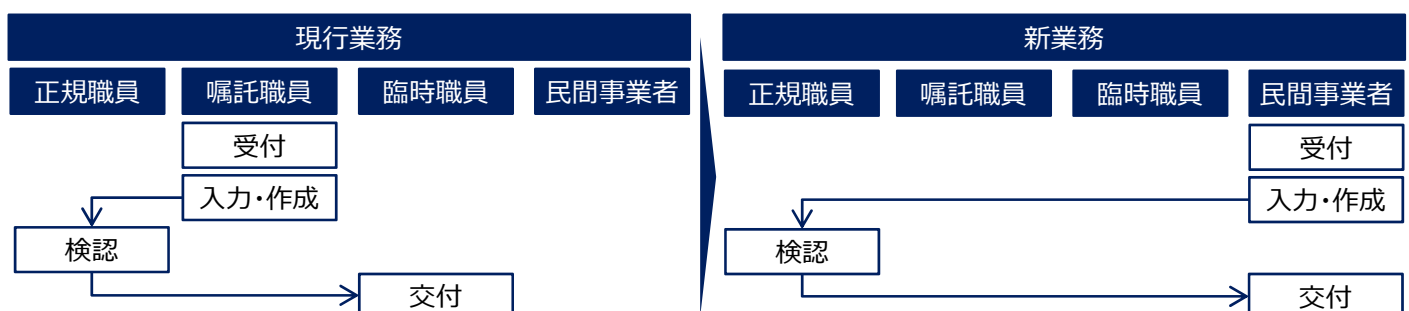 現行業務
正規職員 嘱託職員 臨時職員 民間事業者
受付
入力・作成
検認
交付
新業務
正規職員 嘱託職員 臨時職員 民間事業者
受付
入力・作成
検認
交付